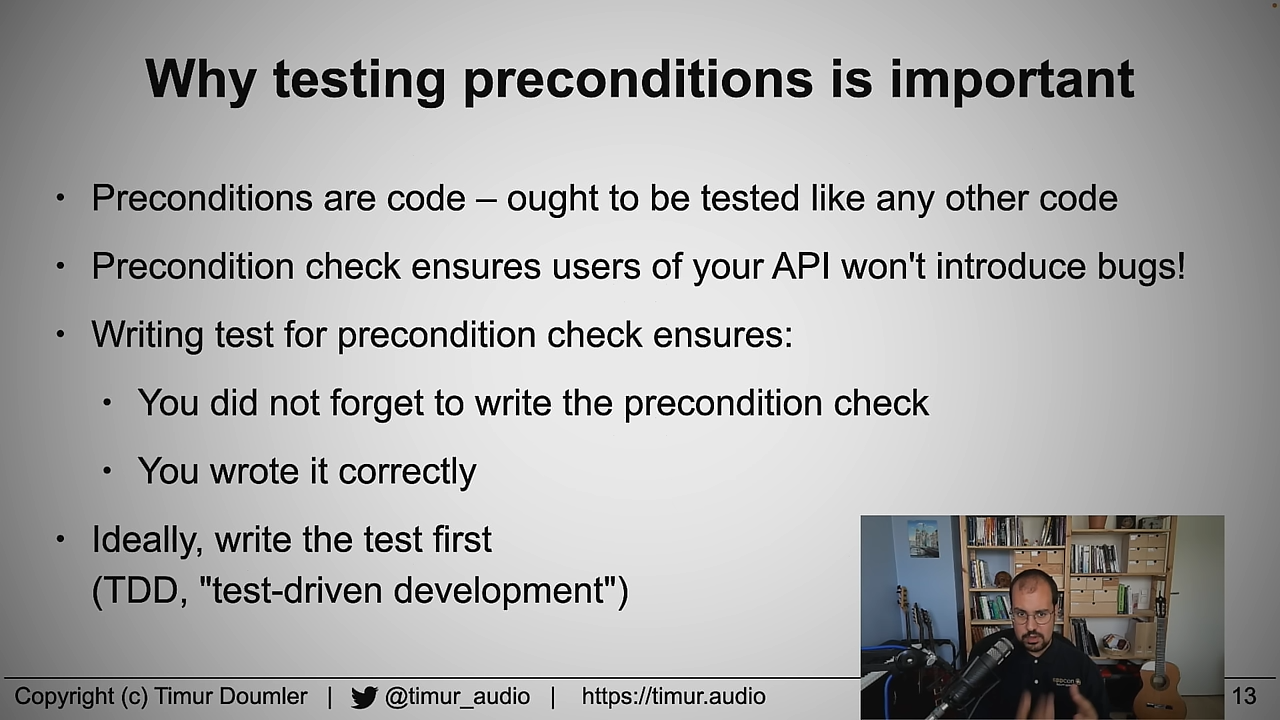 Why testing preconditions is important
• Preconditions are code – ought to be tested like any other code
• Precondition check ensures users of your API won't introduce bugs!
• Writing test for precondition check ensures:
• You did not forget to write the precondition check
• You wrote it correctly
• Ideally, write the test first
(TDD, "test-driven development")
Copyright (c) Timur Doumler | @timur_audio | https://timur.audio
13